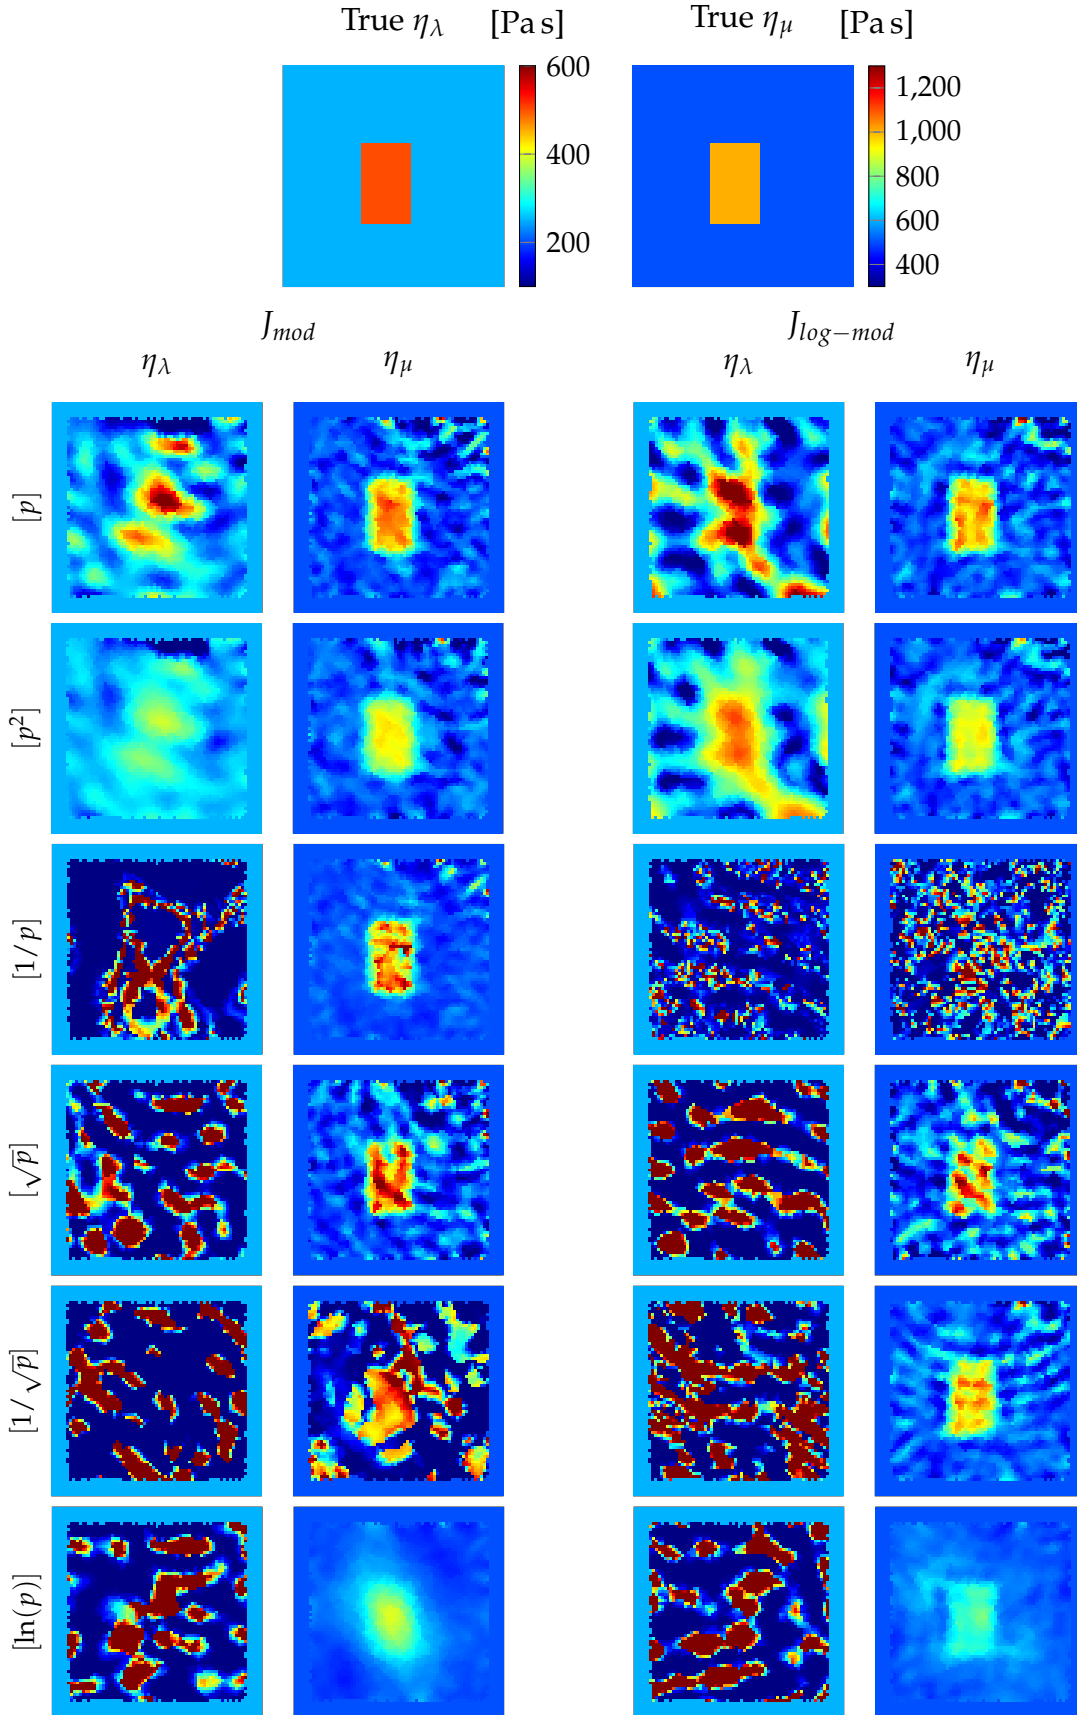 True η_λ [Pa s] True η_μ [Pa s]
600
400
200
1,200
1,000
800
600
400
J_mod J_log−mod
η_λ η_μ η_λ η_μ
[p]
[p²]
[1/p]
[√p]
[1/√p]
[ln(p)]